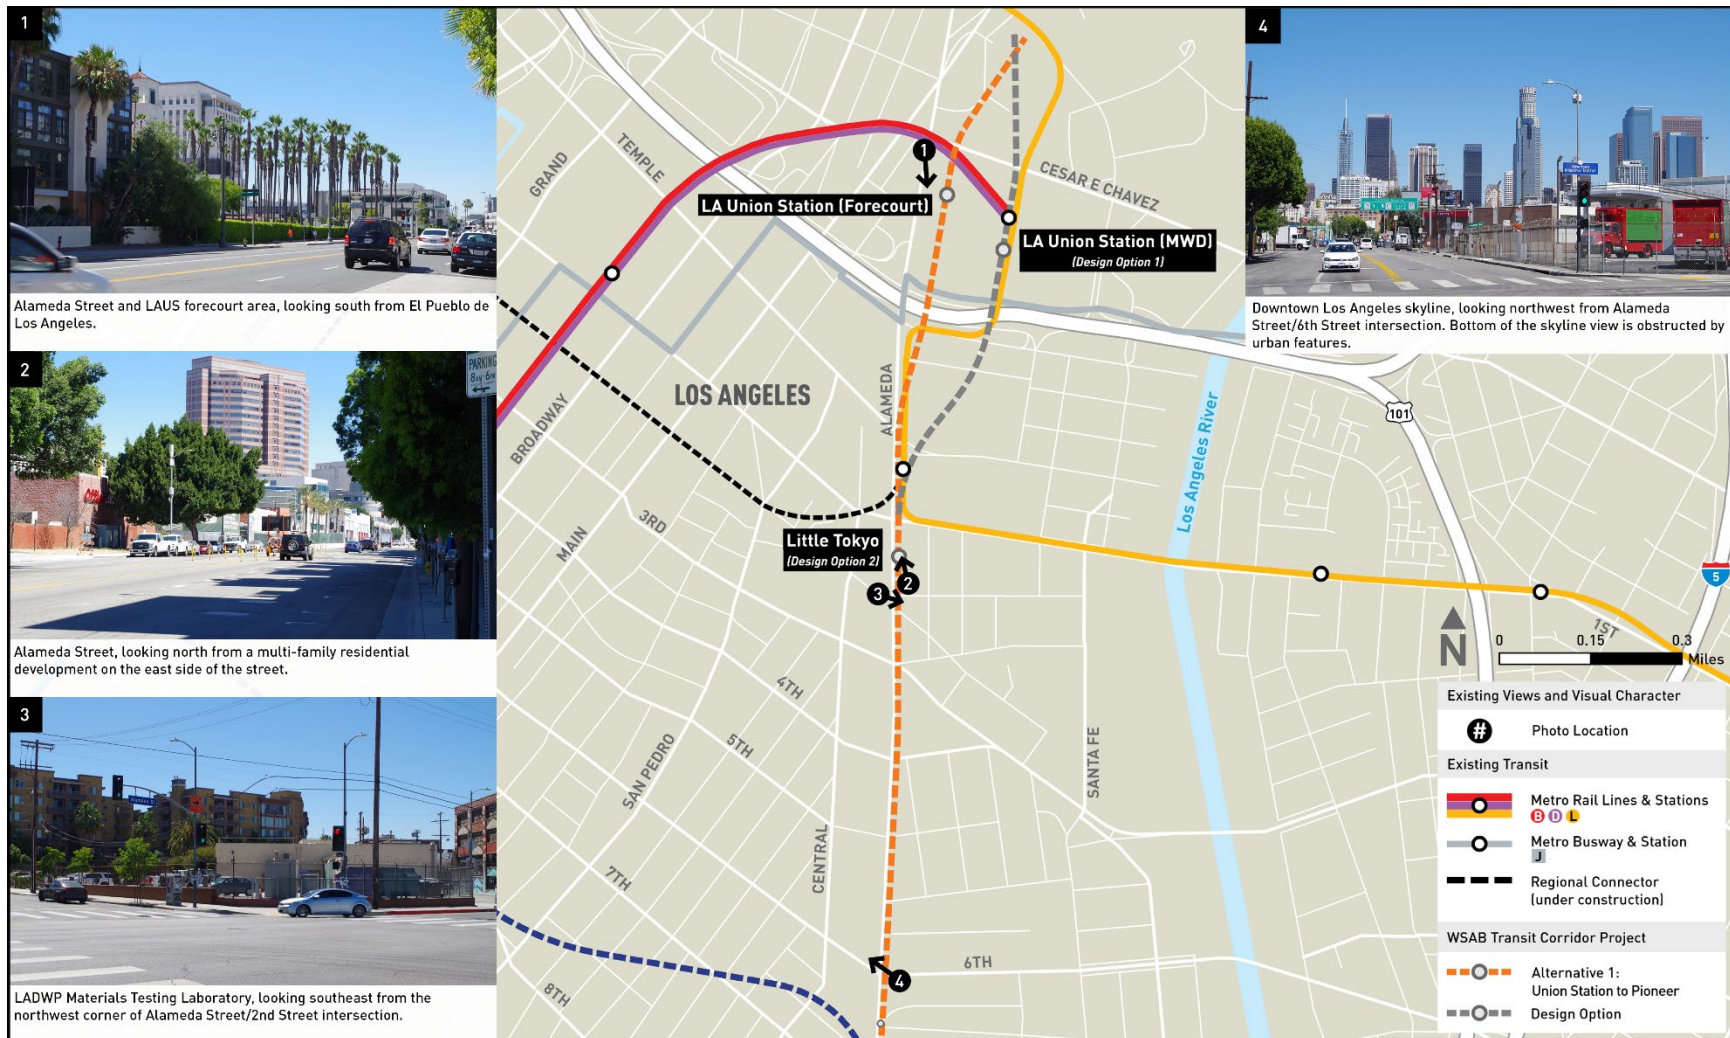 1
Alameda Street and LAUS forecourt area, looking south from El Pueblo de
Los Angeles.
2
PARKING
Alameda Street, looking north from a multi-family residential
development on the east side of the street.
3
LADWP Materials Testing Laboratory, looking southeast from the
northwest corner of Alameda Street/2nd Street intersection.
4
Downtown Los Angeles skyline, looking northwest from Alameda
Street/6th Street intersection. Bottom of the skyline view is obstructed by
urban features.
GRAND
TEMPLE
1
CESAR E CHAVEZ
LA Union Station (Forecourt)
LA Union Station (MWD)
(Design Option 1)
LOS ANGELES
ALAMEDA
BROADWAY
Los Angeles River
101
MAIN
3RD
Little Tokyo
(Design Option 2)
2
3
5
1ST
4TH
5TH
SAN PEDRO
SANTA FE
CENTRAL
7TH
8TH
6TH
4
N
0 0.15 0.3
Miles
Existing Views and Visual Character
# Photo Location
Existing Transit
Metro Rail Lines & Stations
B D L
Metro Busway & Station
J
Regional Connector
(under construction)
WSAB Transit Corridor Project
Alternative 1:
Union Station to Pioneer
Design Option